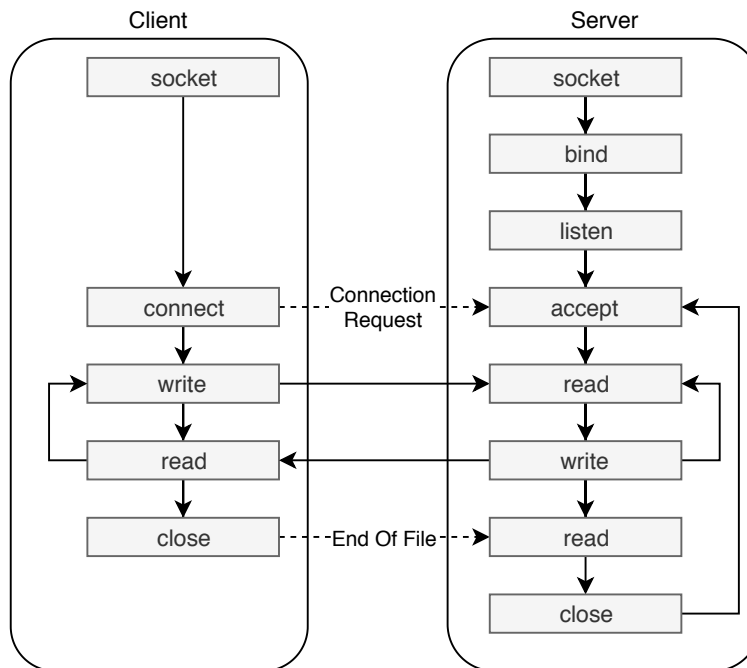 Client
Server
socket
socket
bind
listen
connect
Connection
Request
accept
write
read
read
write
close
End Of File
read
close